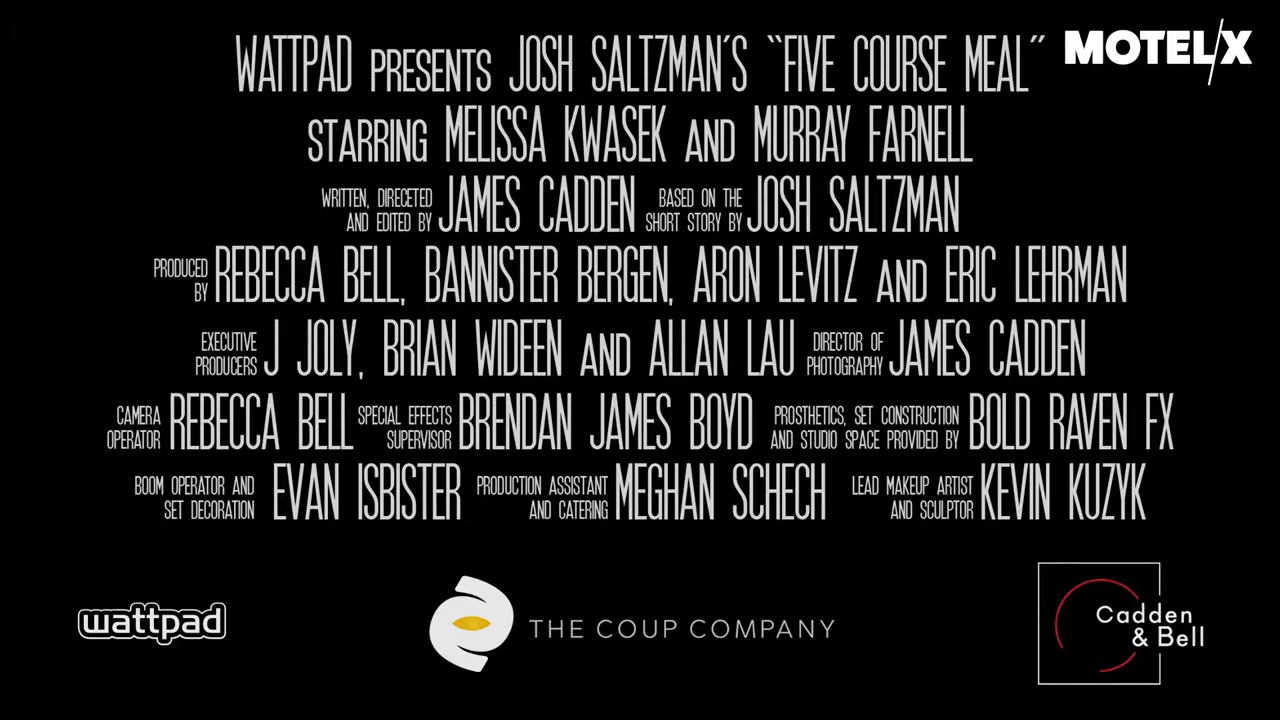 WATTPAD PRESENTS JOSH SALTZMAN'S "FIVE COURSE MEAL"
MOTEL/X
STARRING MELISSA KWASEK AND MURRAY FARNELL
WRITTEN, DIRECETED AND EDITED BY JAMES CADDEN BASED ON THE SHORT STORY BY JOSH SALTZMAN
PRODUCED BY REBECCA BELL, BANNISTER BERGEN, ARON LEVITZ AND ERIC LEHRMAN
EXECUTIVE PRODUCERS J JOLY, BRIAN WIDEEN AND ALLAN LAU DIRECTOR OF PHOTOGRAPHY JAMES CADDEN
CAMERA OPERATOR REBECCA BELL SPECIAL EFFECTS SUPERVISOR BRENDAN JAMES BOYD PROSTHETICS, SET CONSTRUCTION AND STUDIO SPACE PROVIDED BY BOLD RAVEN FX
BOOM OPERATOR AND SET DECORATION EVAN ISBISTER PRODUCTION ASSISTANT AND CATERING MEGHAN SCHECH LEAD MAKEUP ARTIST AND SCULPTOR KEVIN KUZYK
wattpad
THE COUP COMPANY
Cadden
& Bell